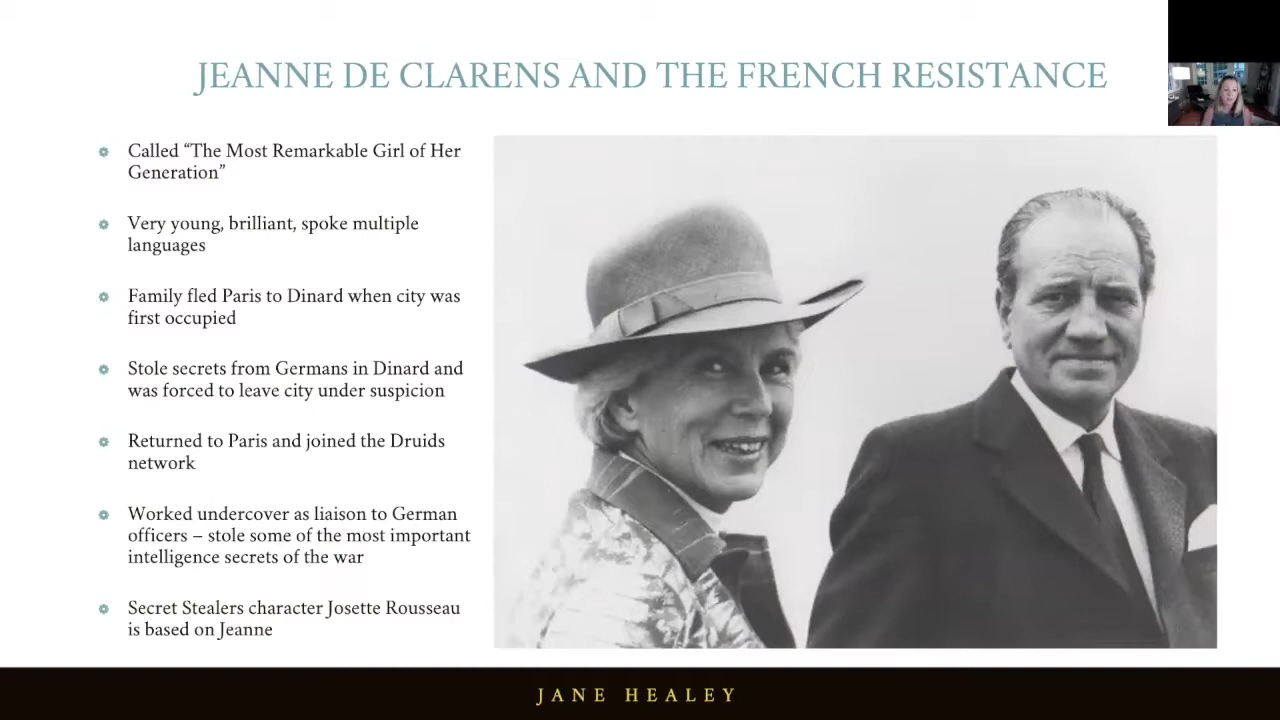 JEANNE DE CLARENS AND THE FRENCH RESISTANCE
Called “The Most Remarkable Girl of Her
Generation”
Very young, brilliant, spoke multiple
languages
Family fled Paris to Dinard when city was
first occupied
Stole secrets from Germans in Dinard and
was forced to leave city under suspicion
Returned to Paris and joined the Druids
network
Worked undercover as liaison to German
officers – stole some of the most important
intelligence secrets of the war
Secret Stealers character Josette Rousseau
is based on Jeanne
JANE HEALEY